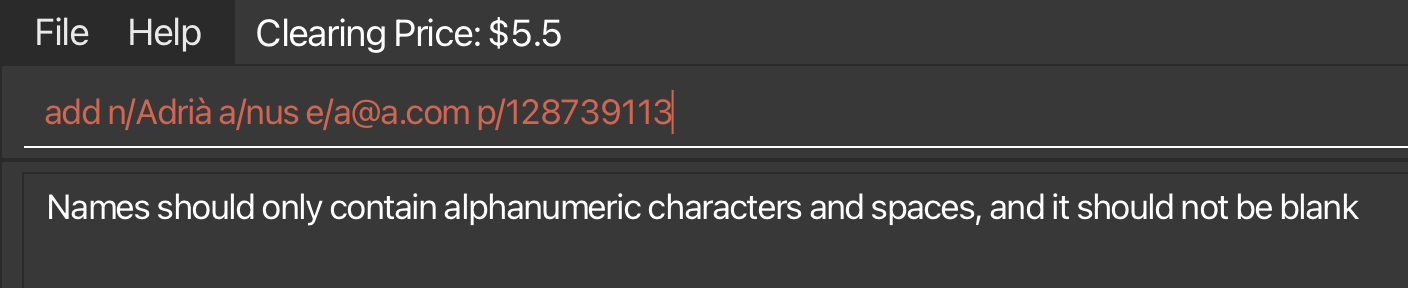 File Help Clearing Price: $5.5
add n/Adrià a/nus e/a@a.com p/128739113
Names should only contain alphanumeric characters and spaces, and it should not be blank